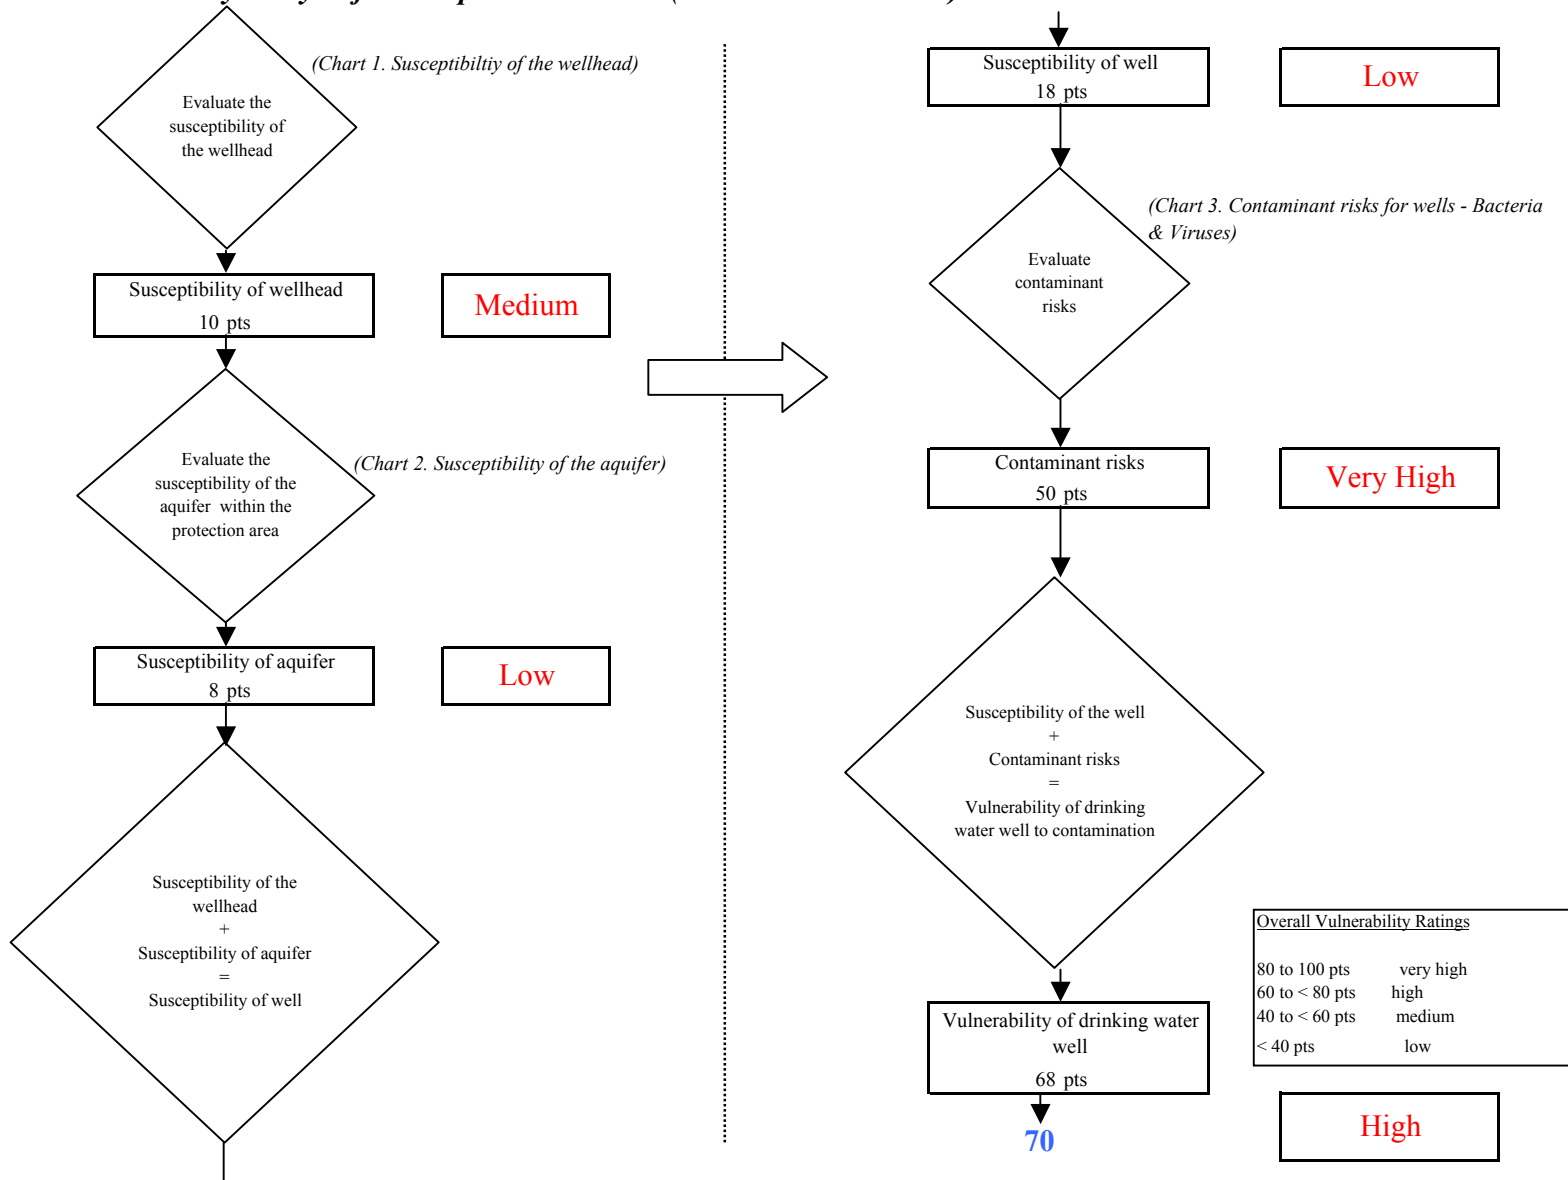 (Chart 1. Susceptibiltiy of the wellhead)
Evaluate the
susceptibility of
the wellhead
Susceptibility of wellhead
10 pts
Medium
(Chart 2. Susceptibility of the aquifer)
Evaluate the
susceptibility of the
aquifer within the
protection area
Susceptibility of aquifer
8 pts
Low
Susceptibility of the
wellhead
+
Susceptibility of aquifer
=
Susceptibility of well
Susceptibility of well
18 pts
Low
(Chart 3. Contaminant risks for wells - Bacteria
& Viruses)
Evaluate
contaminant
risks
Contaminant risks
50 pts
Very High
Susceptibility of the well
+
Contaminant risks
=
Vulnerability of drinking
water well to contamination
Overall Vulnerability Ratings
80 to 100 pts very high
60 to < 80 pts high
40 to < 60 pts medium
< 40 pts low
Vulnerability of drinking water
well
68 pts
70
High